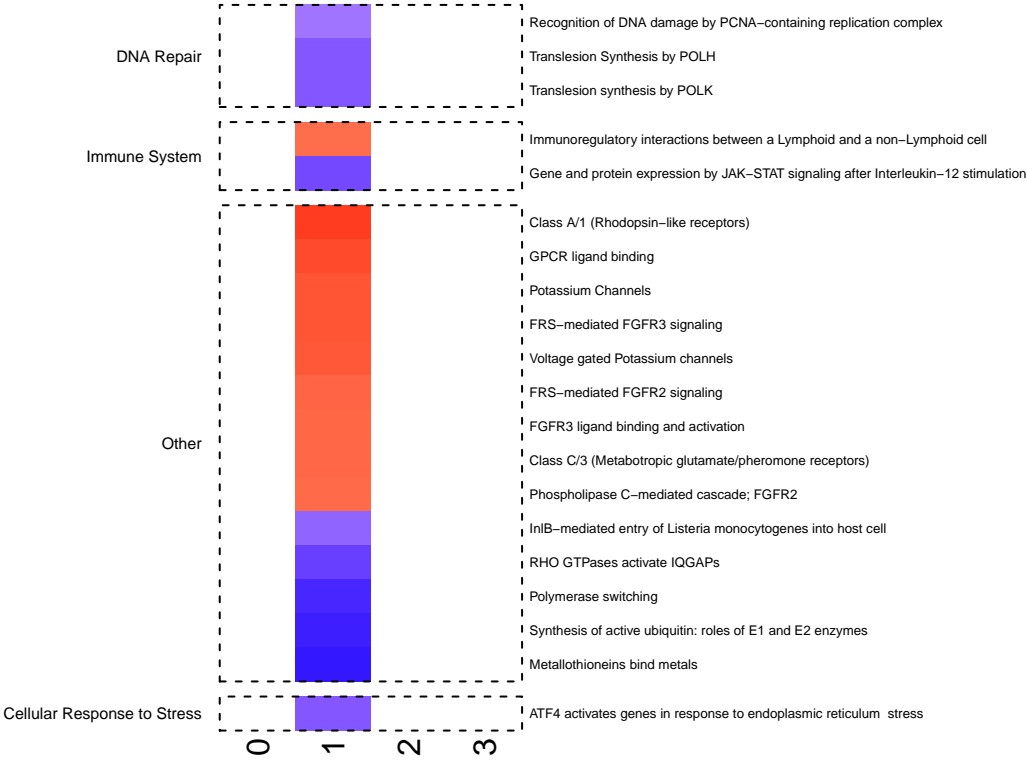 DNA Repair
Recognition of DNA damage by PCNA−containing replication complex
Translesion Synthesis by POLH
Translesion synthesis by POLK
Immune System
Immunoregulatory interactions between a Lymphoid and a non−Lymphoid cell
Gene and protein expression by JAK−STAT signaling after Interleukin−12 stimulation
Other
Class A/1 (Rhodopsin−like receptors)
GPCR ligand binding
Potassium Channels
FRS−mediated FGFR3 signaling
Voltage gated Potassium channels
FRS−mediated FGFR2 signaling
FGFR3 ligand binding and activation
Class C/3 (Metabotropic glutamate/pheromone receptors)
Phospholipase C−mediated cascade; FGFR2
InlB−mediated entry of Listeria monocytogenes into host cell
RHO GTPases activate IQGAPs
Polymerase switching
Synthesis of active ubiquitin: roles of E1 and E2 enzymes
Metallothioneins bind metals
Cellular Response to Stress
ATF4 activates genes in response to endoplasmic reticulum  stress
0
1
2
3